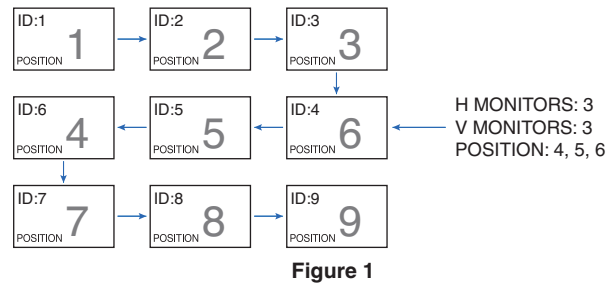 ID:1 POSITION 1
ID:2 POSITION 2
ID:3 POSITION 3
ID:6 POSITION 4
ID:5 POSITION 5
ID:4 POSITION 6
H MONITORS: 3
V MONITORS: 3
POSITION: 4, 5, 6
ID:7 POSITION 7
ID:8 POSITION 8
ID:9 POSITION 9
Figure 1